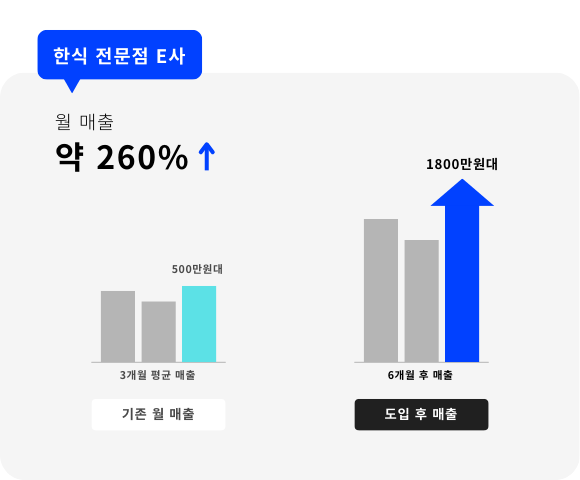 한식 전문점 E사
월 매출
약 260%
1800만원대
500만원대
3개월 평균 매출
6개월 후 매출
기존 월 매출
도입 후 매출